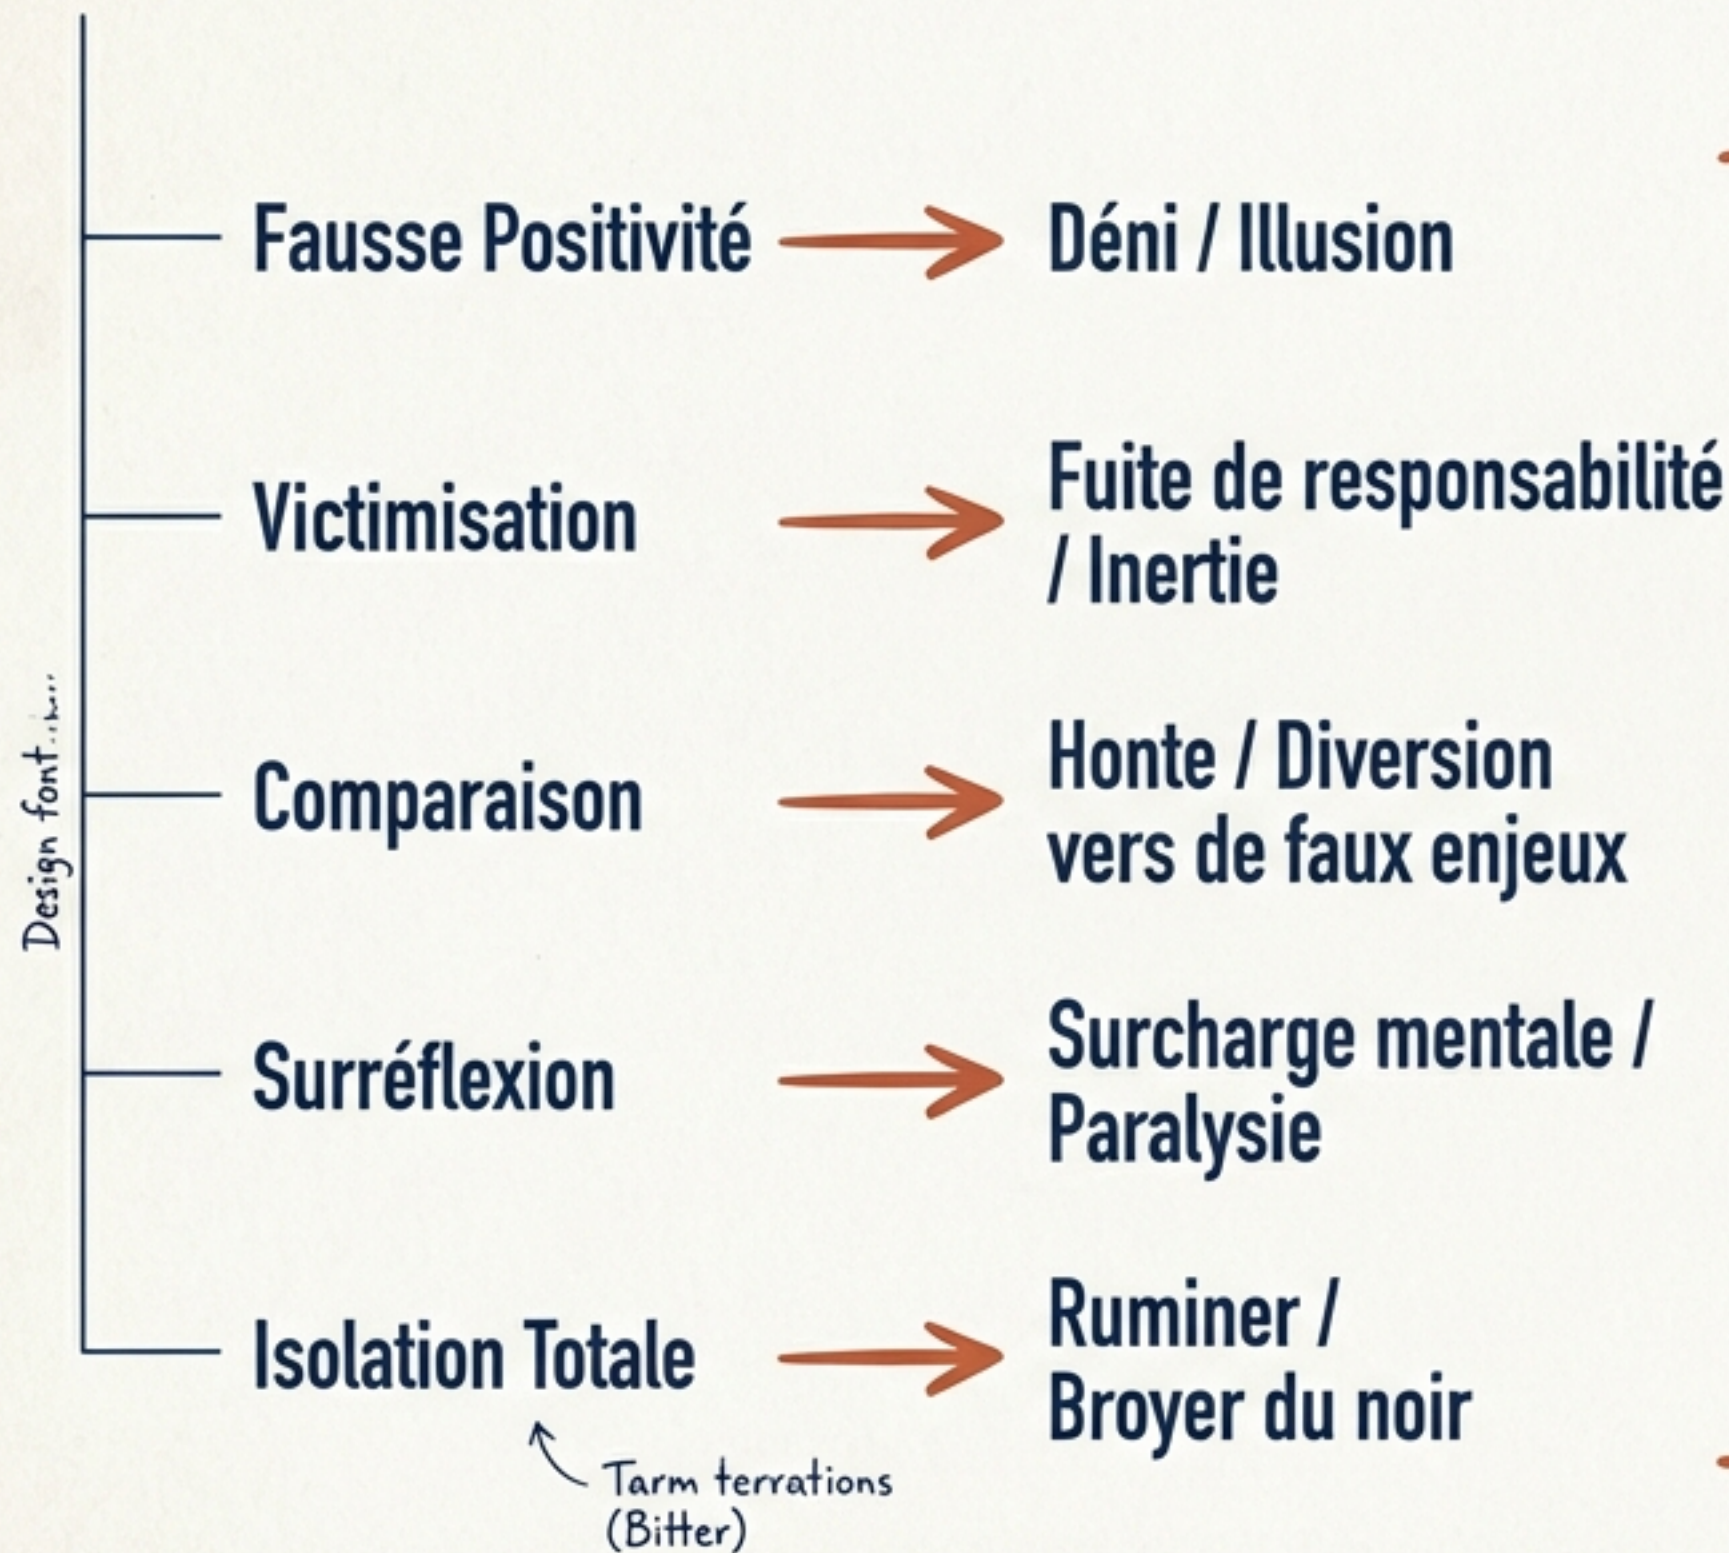 Fausse Positivité
Déni / Illusion
Victimisation
Fuite de responsabilité
/ Inertie
Comparaison
Honte / Diversion
vers de faux enjeux
Surréflexion
Surcharge mentale /
Paralysie
Isolation Totale
Ruminer /
Broyer du noir
Tarm terrations
(Bitter)
Design font